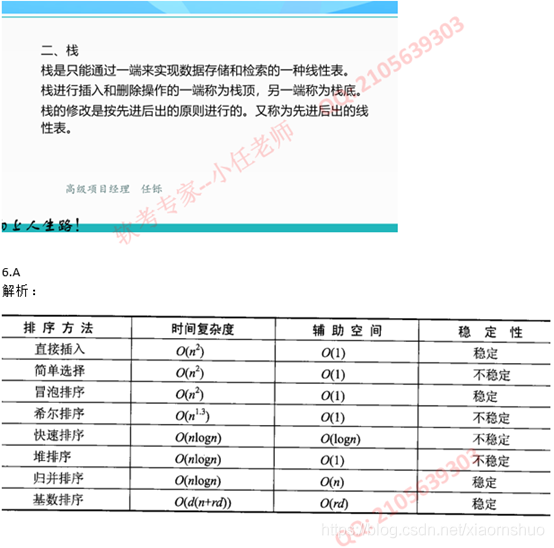 二、栈
栈是只能通过一端来实现数据存储和检索的一种线性表。
栈进行插入和删除操作的一端称为栈顶，另一端称为栈底。
栈的修改是按先进后出的原则进行的。又称为先进后出的线
性表。
高级项目经理 任铄
上人生路!
软考专家--小任老师 QQ:2105639303
6.A
解析：
排序方法 时间复杂度 辅助空间 稳定性
直接插入 O(n²) O(1) 稳定
简单选择 O(n²) O(1) 不稳定
冒泡排序 O(n²) O(1) 稳定
希尔排序 O(n¹·³) O(1) 不稳定
快速排序 O(nlogn) O(logn) 不稳定
堆排序 O(nlogn) O(1) 不稳定
归并排序 O(nlogn) O(n) 稳定
基数排序 O(d(n+rd)) O(rd) 稳定
QQ:2105639303
https://blog.csdn.net/xiaomshuo